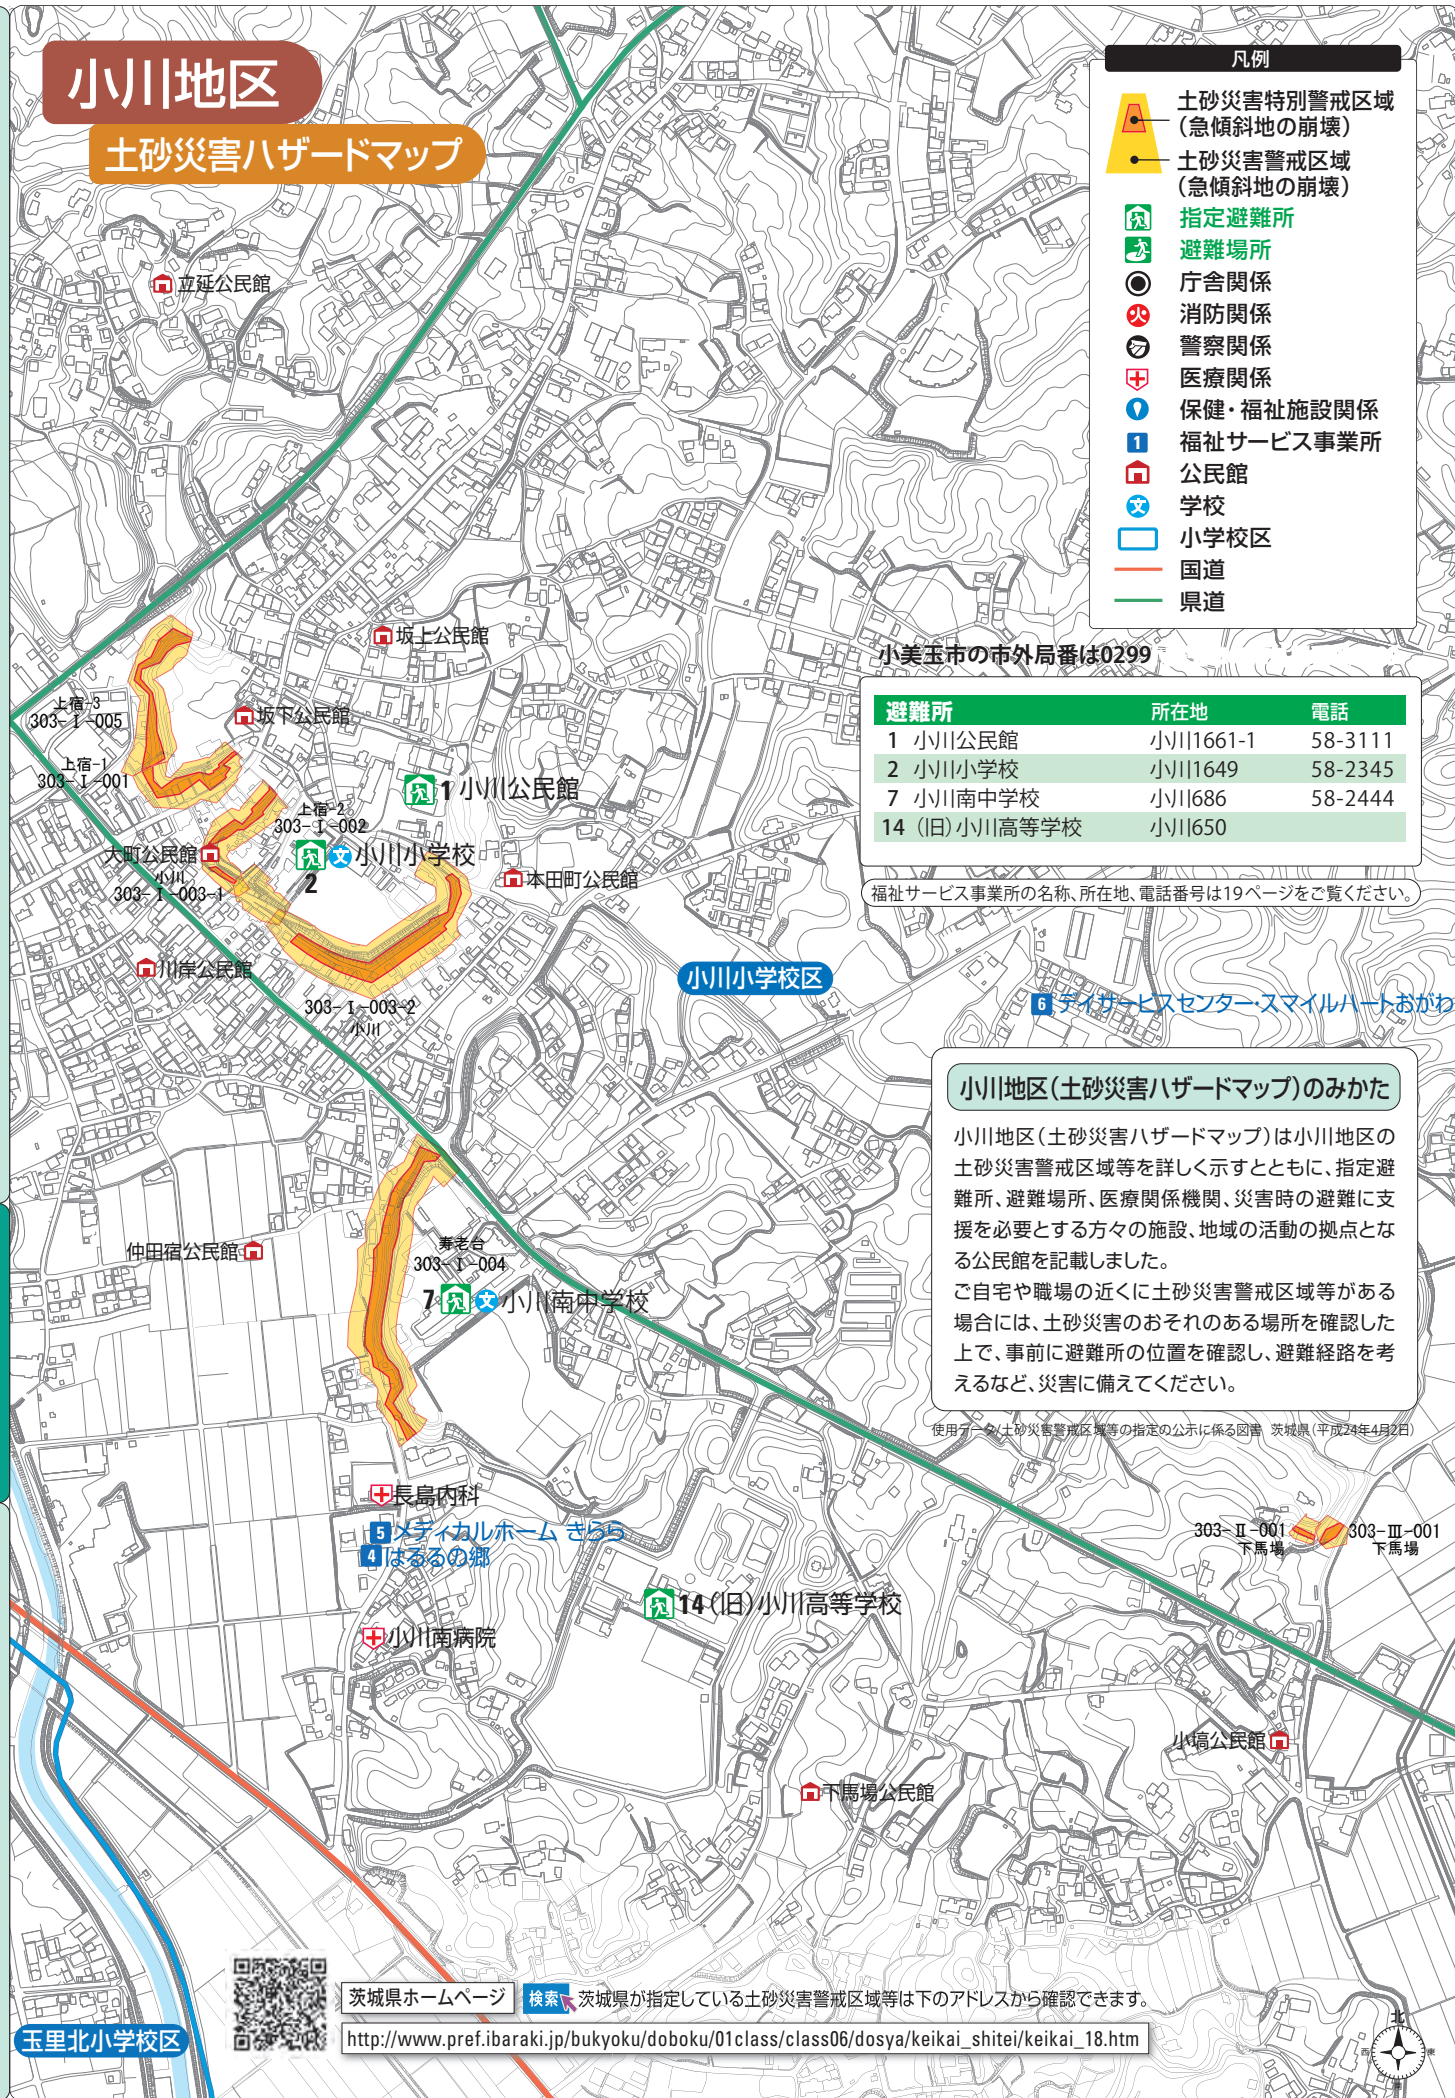 小川地区
土砂災害ハザードマップ
凡例
土砂災害特別警戒区域
（急傾斜地の崩壊）
土砂災害警戒区域
（急傾斜地の崩壊）
指定避難所
避難場所
庁舎関係
消防関係
警察関係
医療関係
保健・福祉施設関係
1 福祉サービス事業所
公民館
文 学校
小学校区
国道
県道
立延公民館
坂上公民館
小美玉市の市外局番は0299
避難所 所在地 電話
1 小川公民館 小川1661-1 58-3111
2 小川小学校 小川1649 58-2345
7 小川南中学校 小川686 58-2444
14 （旧）小川高等学校 小川650
福祉サービス事業所の名称、所在地、電話番号は19ページをご覧ください。
上宿-3
303-Ⅰ-005
坂下公民館
上宿-1
303-Ⅰ-001
1 小川公民館
上宿-2
303-Ⅰ-002
大町公民館
文 小川小学校
2
小川
303-Ⅰ-003-1
本田町公民館
川岸公民館
小川小学校区
303-Ⅰ-003-2
小川
6 デイサービスセンター・スマイルハートおがわ
小川地区（土砂災害ハザードマップ）のみかた
小川地区（土砂災害ハザードマップ）は小川地区の
土砂災害警戒区域等を詳しく示すとともに、指定避
難所、避難場所、医療関係機関、災害時の避難に支
援を必要とする方々の施設、地域の活動の拠点とな
る公民館を記載しました。
ご自宅や職場の近くに土砂災害警戒区域等がある
場合には、土砂災害のおそれのある場所を確認した
上で、事前に避難所の位置を確認し、避難経路を考
えるなど、災害に備えてください。
使用データ/土砂災害警戒区域等の指定の公示に係る図書 茨城県（平成24年4月2日）
仲田宿公民館
寿老台
303-Ⅰ-004
7 文 小川南中学校
長島内科
5 メディカルホーム きらら
4 はるるの郷
303-Ⅱ-001
下馬場
303-Ⅲ-001
下馬場
14（旧）小川高等学校
小川南病院
小塙公民館
下馬場公民館
茨城県ホームページ 検索 茨城県が指定している土砂災害警戒区域等は下のアドレスから確認できます。
http://www.pref.ibaraki.jp/bukyoku/doboku/01class/class06/dosya/keikai_shitei/keikai_18.htm
玉里北小学校区
北
西 東
南